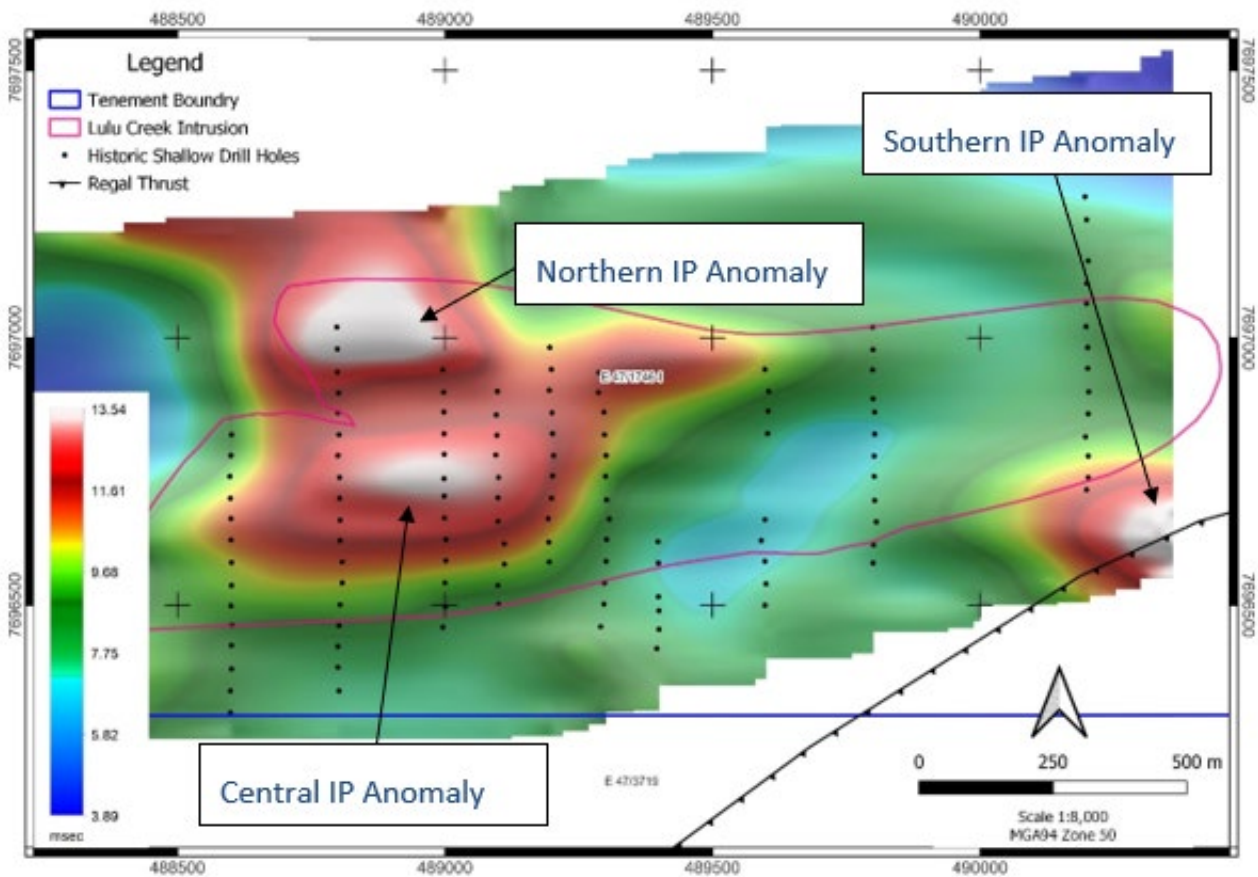 488500 489000 489500 490000
7697500
7697500
Legend
Tenement Boundry
Lulu Creek Intrusion
Historic Shallow Drill Holes
Regal Thrust
Southern IP Anomaly
Northern IP Anomaly
7697000
7697000
13.54
11.61
9.68
7.75
5.82
3.89
msec
7696500
7696500
Central IP Anomaly
E 47/3719
0 250 500 m
Scale 1:8,000
MGA94 Zone 50
488500 489000 489500 490000